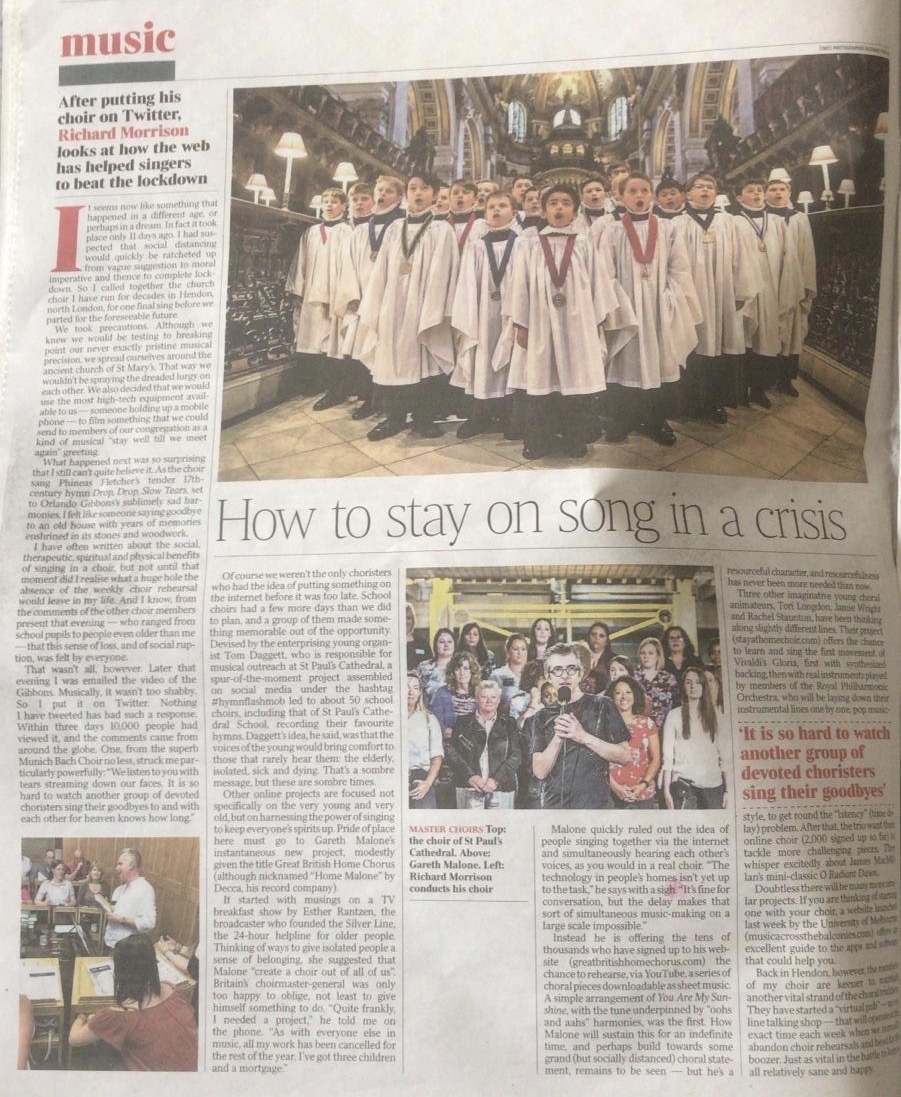 music
After putting his
choir on Twitter,
Richard Morrison
looks at how the web
has helped singers
to beat the lockdown
It seems now like something that
happened in a different age, or
perhaps in a dream. In fact it took
place only 11 days ago. I had sus-
pected that social distancing
would quickly be ratcheted up
from vague suggestion to moral
imperative and thence to complete lock-
down. So I called together the church
choir I have run for decades in Hendon,
north London, for one final sing before we
parted for the foreseeable future.
We took precautions. Although we
knew we would be testing to breaking
point our never exactly pristine musical
precision, we spread ourselves around the
ancient church of St Mary's. That way we
wouldn't be spraying the dreaded lurgy on
each other. We also decided that we would
use the most high-tech equipment avail-
able to us — someone holding up a mobile
phone — to film something that we could
send to members of our congregation as a
kind of musical "stay well till we meet
again" greeting.
What happened next was so surprising
that I still can't quite believe it. As the choir
sang Phineas Fletcher's tender 17th-
century hymn Drop, Drop, Slow Tears, set
to Orlando Gibbons's sublimely sad har-
monies, I felt like someone saying goodbye
to an old house with years of memories
enshrined in its stones and woodwork.
I have often written about the social,
therapeutic, spiritual and physical benefits
of singing in a choir, but not until that
moment did I realise what a huge hole the
absence of the weekly choir rehearsal
would leave in my life. And I know, from
the comments of the other choir members
present that evening — who ranged from
school pupils to people even older than me
— that this sense of loss, and of social rup-
tion, was felt by everyone.
That wasn't all, however. Later that
evening I was emailed the video of the
Gibbons. Musically, it wasn't too shabby.
So I put it on Twitter. Nothing
I have tweeted has had such a response.
Within three days 10,000 people had
viewed it, and the comments came from
around the globe. One, from the superb
Munich Bach Choir no less, struck me par-
ticularly powerfully: "We listen to you with
tears streaming down our faces. It is so
hard to watch another group of devoted
choristers sing their goodbyes to and with
each other for heaven knows how long."
How to stay on song in a crisis
Of course we weren't the only choristers
who had the idea of putting something on
the internet before it was too late. School
choirs had a few more days than we did
to plan, and a group of them made some-
thing memorable out of the opportunity.
Devised by the enterprising young organ-
ist Tom Daggett, who is responsible for
musical outreach at St Paul's Cathedral, a
spur-of-the-moment project assembled
on social media under the hashtag
#hymnflashmob led to about 50 school
choirs, including that of St Paul's Cathe-
dral School, recording their favourite
hymns. Daggett's idea, he said, was that the
voices of the young would bring comfort to
those that rarely hear them: the elderly,
isolated, sick and dying. That's a sombre
message, but these are sombre times.
Other online projects are focused not
specifically on the very young and very
old, but on harnessing the power of singing
to keep everyone's spirits up. Pride of place
here must go to Gareth Malone's
instantaneous new project, modestly
given the title Great British Home Chorus
(although nicknamed "Home Malone" by
Decca, his record company).
It started with musings on a TV
breakfast show by Esther Rantzen, the
broadcaster who founded the Silver Line,
the 24-hour helpline for older people.
Thinking of ways to give isolated people a
sense of belonging, she suggested that
Malone "create a choir out of all of us".
Britain's choirmaster-general was only
too happy to oblige, not least to give
himself something to do. "Quite frankly,
I needed a project," he told me on
the phone. "As with everyone else in
music, all my work has been cancelled for
the rest of the year. I've got three children
and a mortgage."
MASTER CHOIRS Top:
the choir of St Paul's
Cathedral. Above:
Gareth Malone. Left:
Richard Morrison
conducts his choir
Malone quickly ruled out the idea of
people singing together via the internet
and simultaneously hearing each other's
voices, as you would in a real choir. "The
technology in people's homes isn't yet up
to the task," he says with a sigh. "It's fine for
conversation, but the delay makes that
sort of simultaneous music-making on a
large scale impossible."
Instead he is offering the tens of
thousands who have signed up to his web-
site (greatbritishhomechorus.com) the
chance to rehearse, via YouTube, a series of
choral pieces downloadable as sheet music.
A simple arrangement of You Are My Sun-
shine, with the tune underpinned by "oohs
and aahs" harmonies, was the first. How
Malone will sustain this for an indefinite
time, and perhaps build towards some
grand (but socially distanced) choral state-
ment, remains to be seen — but he's a
resourceful character, and resourcefulness
has never been more needed than now.
Three other imaginative young choral
animateurs, Tori Longdon, Jamie Wright
and Rachel Staunton, have been thinking
along slightly different lines. Their project
(stayathomechoir.com) offers the chance
to learn and sing the first movement of
Vivaldi's Gloria, first with synthesized
backing, then with real instruments played
by members of the Royal Philharmonic
Orchestra, who will be laying down their
instrumental lines one by one, pop music-
'It is so hard to watch
another group of
devoted choristers
sing their goodbyes'
style, to get round the "latency" (time de-
lay) problem. After that, the trio want their
online choir (2,000 signed up so far) to
tackle more challenging pieces. The
whisper excitedly about James MacMil-
lan's mini-classic O Radiant Dawn.
Doubtless there will be many more simi-
lar projects. If you are thinking of starting
one with your choir, a website launched
last week by the University of Melbourne
(musicacrossthebalconies.com) offers an
excellent guide to the apps and software
that could help you.
Back in Hendon, however, the members
of my choir are keener to maintain
another vital strand of the choral tradition.
They have started a "virtual pub" —
line talking shop — that will operate at the
exact time each week when we normally
abandon choir rehearsals and head to the
boozer. Just as vital in the battle to keep
all relatively sane and happy.